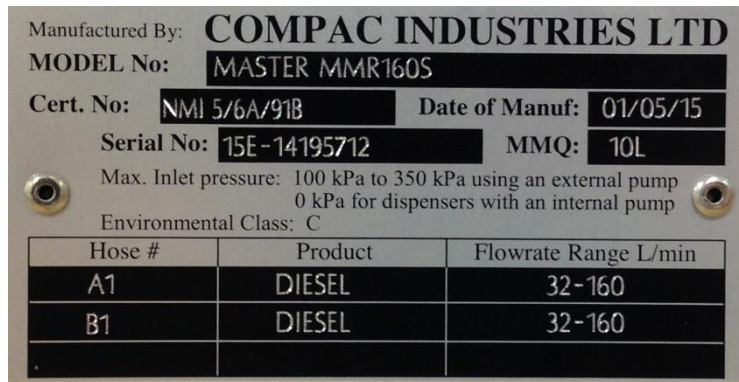 Manufactured By: COMPAC INDUSTRIES LTD
MODEL No: MASTER MMR160S
Cert. No: NMI 5/6A/91B Date of Manuf: 01/05/15
Serial No: 15E-14195712 MMQ: 10L
Max. Inlet pressure: 100 kPa to 350 kPa using an external pump
0 kPa for dispensers with an internal pump
Environmental Class: C
Hose # Product Flowrate Range L/min
A1 DIESEL 32-160
B1 DIESEL 32-160